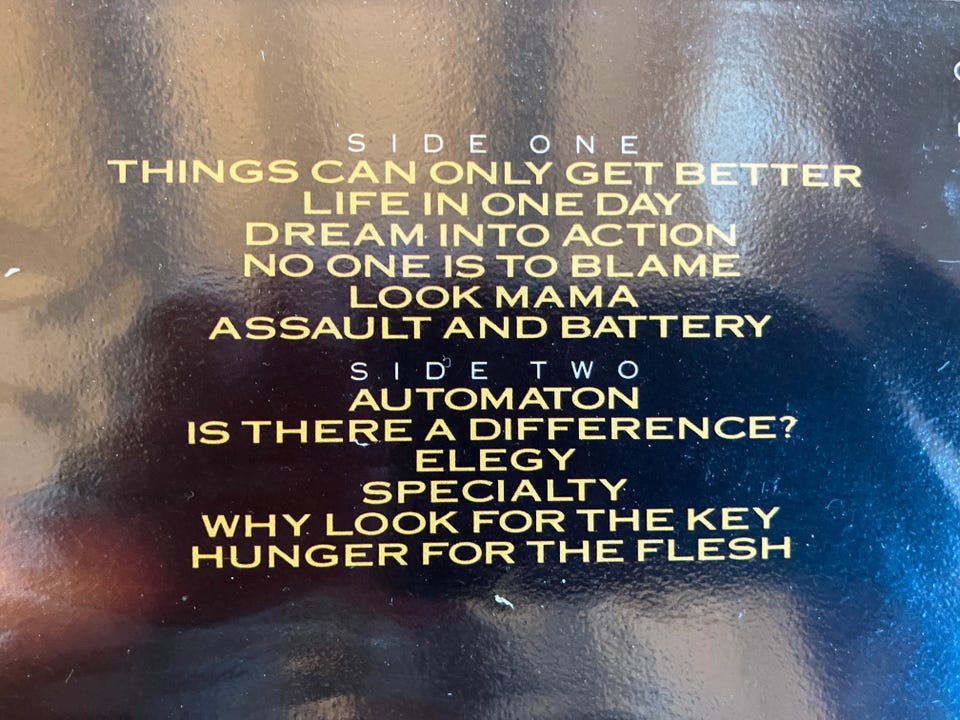 SIDE ONE
THINGS CAN ONLY GET BETTER
LIFE IN ONE DAY
DREAM INTO ACTION
NO ONE IS TO BLAME
LOOK MAMA
ASSAULT AND BATTERY
SIDE TWO
AUTOMATON
IS THERE A DIFFERENCE?
ELEGY
SPECIALTY
WHY LOOK FOR THE KEY
HUNGER FOR THE FLESH